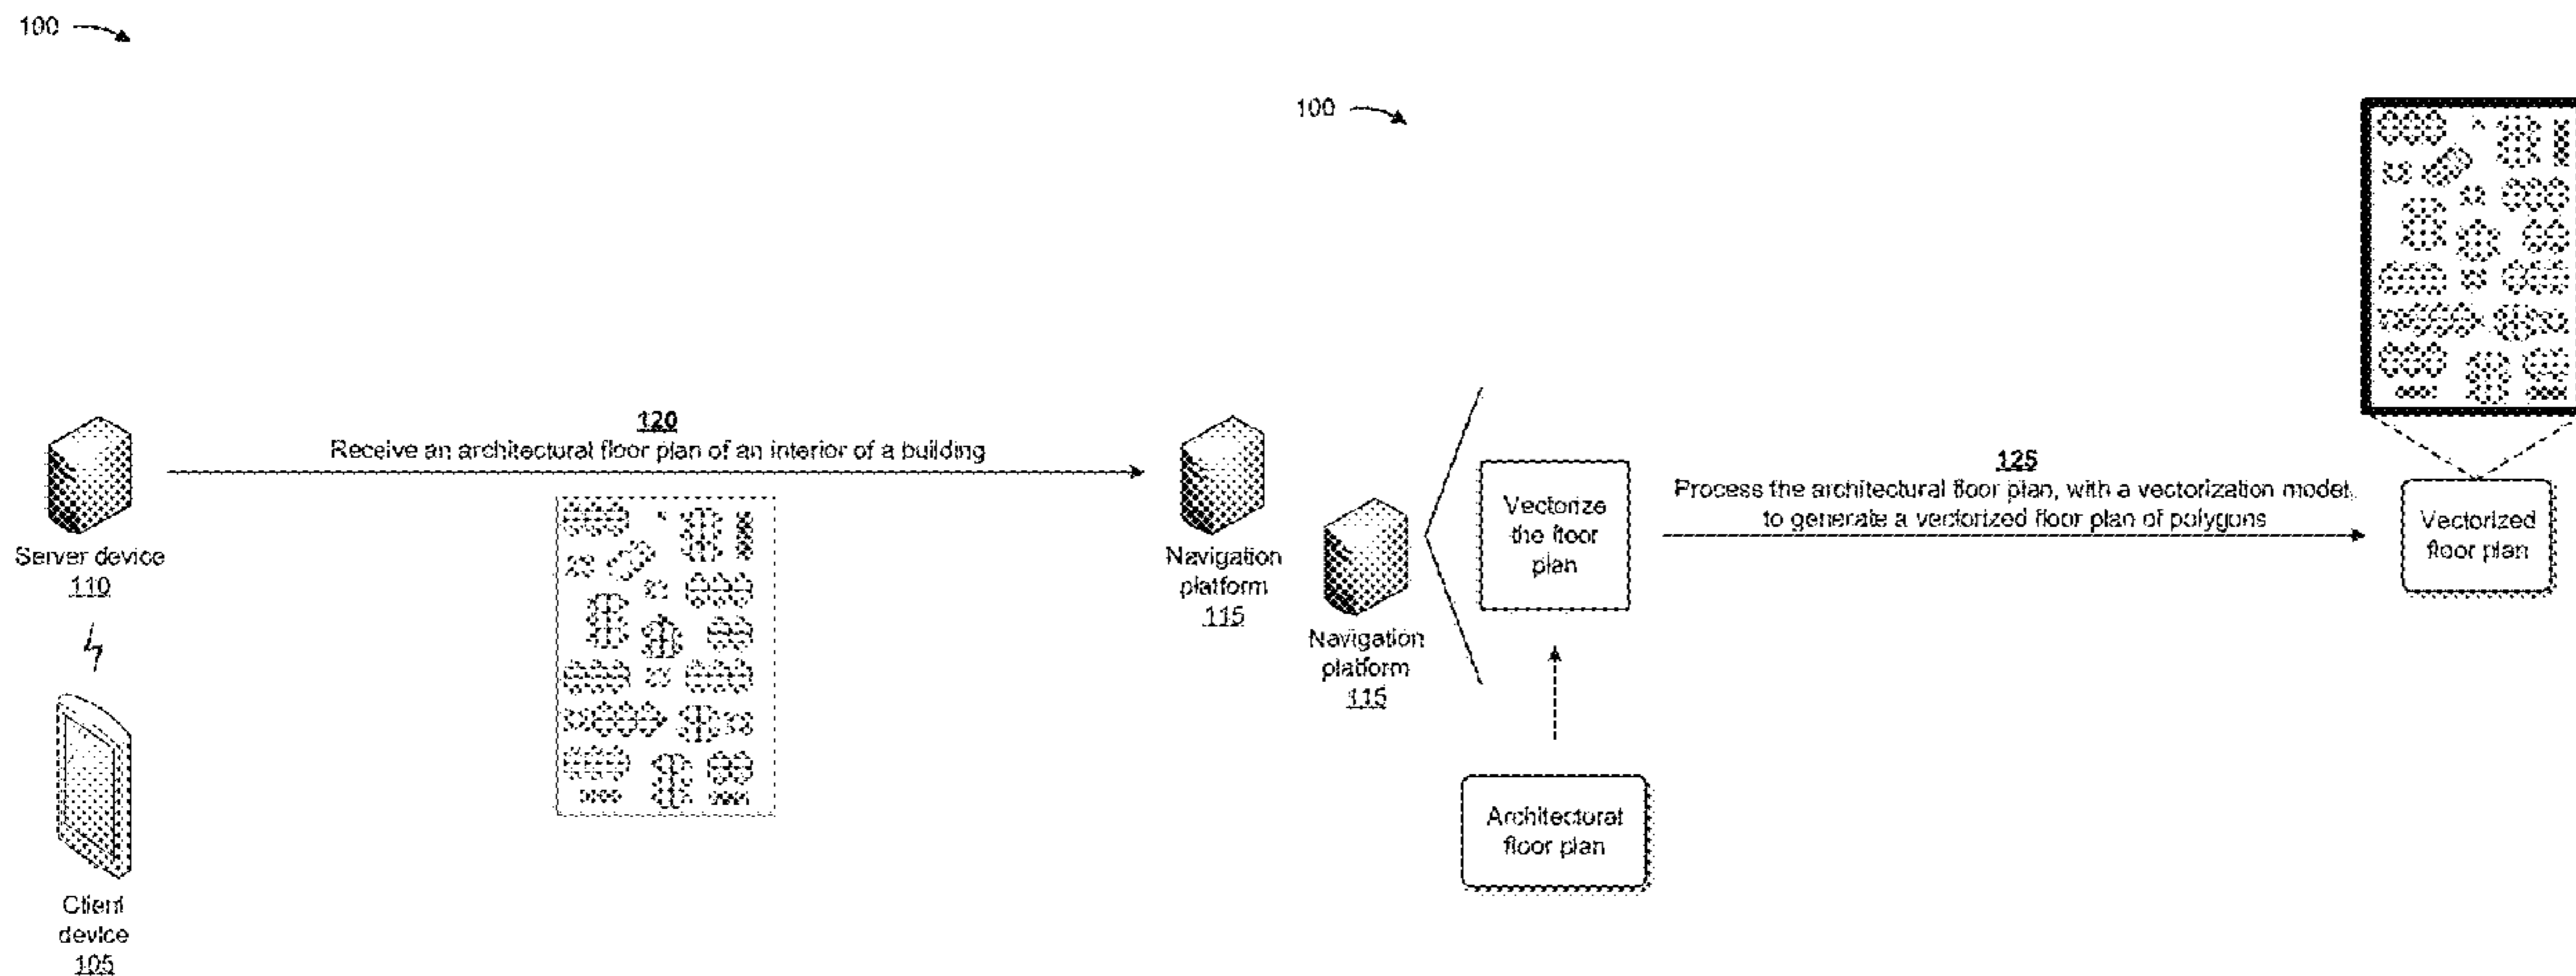 100
120
Receive an architectural floor plan of an interior of a building
Server device
110
Client
device
105
Navigation
platform
115
100
Navigation
platform
115
Vectorize
the floor
plan
Architectural
floor plan
125
Process the architectural floor plan, with a vectorization model,
to generate a vectorized floor plan of polygons
Vectorized
floor plan